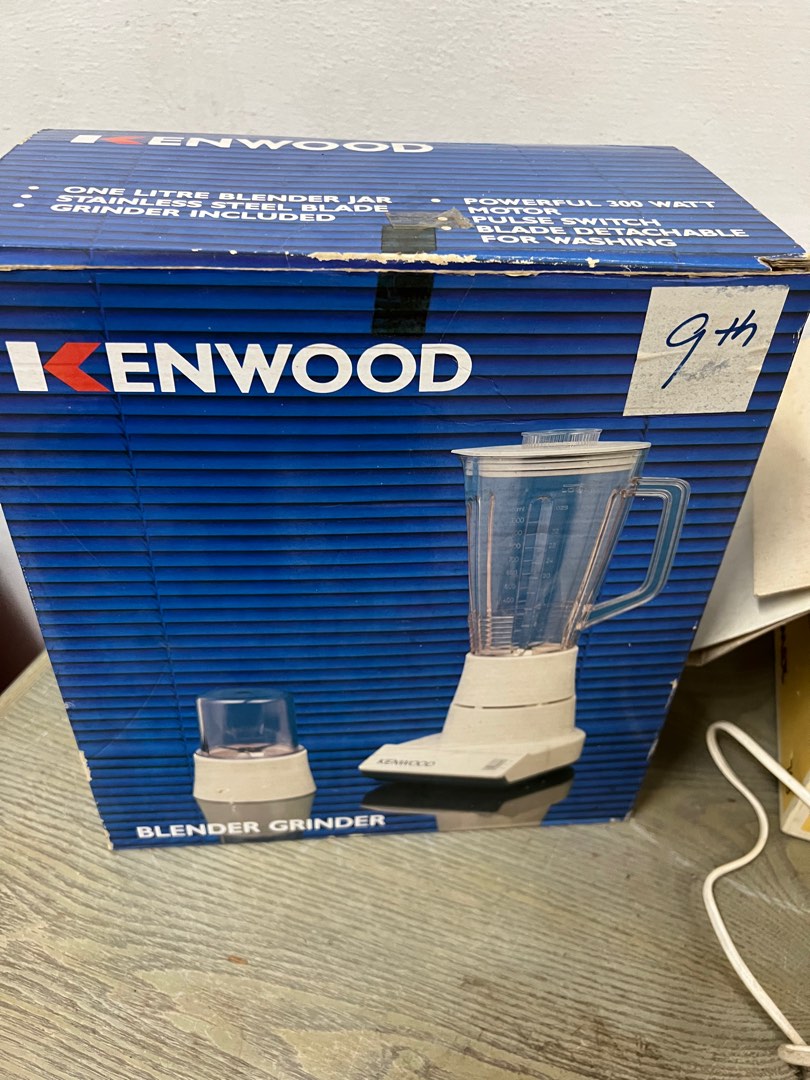 KENWOOD
• ONE LITRE BLENDER JAR
• STAINLESS STEEL BLADE
• GRINDER INCLUDED
• POWERFUL 300 WATT
MOTOR
• PULSE SWITCH
• BLADE DETACHABLE
FOR WASHING
KENWOOD
9th
KENWOOD
BLENDER GRINDER